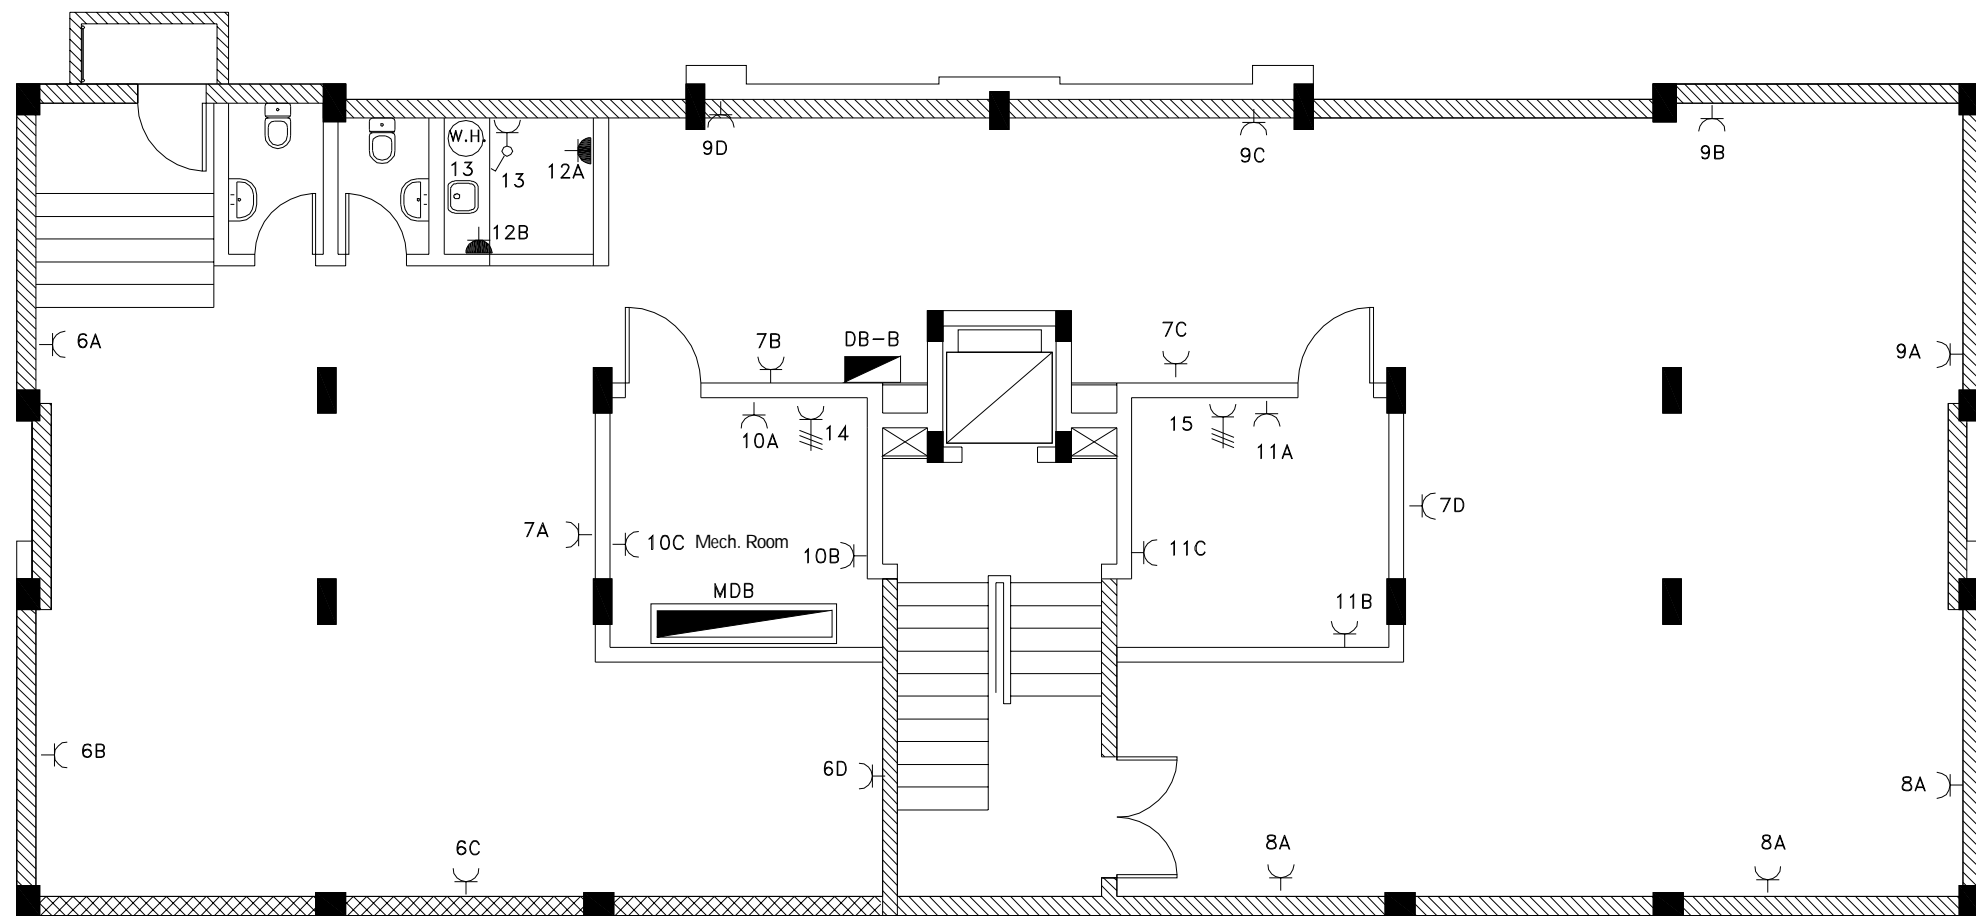 9D
9C
9B
W.H.
13
13
12A
12B
6A
7B
DB-B
7C
9A
10A
14
15
11A
7A
10C
Mech. Room
10B
11C
7D
MDB
11B
6B
6D
8A
6C
8A
8A